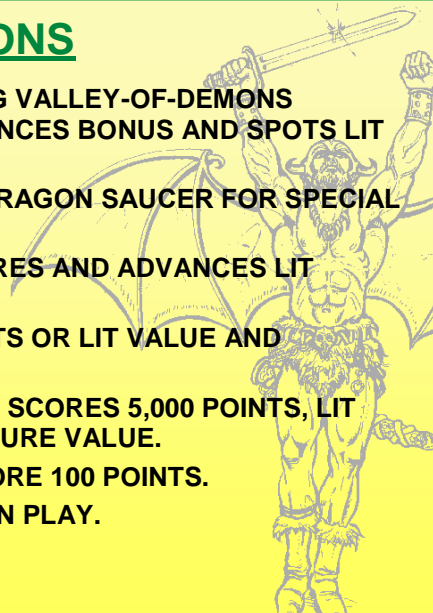 ONS
G VALLEY-OF-DEMONS
NCES BONUS AND SPOTS LIT
RAGON SAUCER FOR SPECIAL
RES AND ADVANCES LIT
TS OR LIT VALUE AND
SCORES 5,000 POINTS, LIT
URE VALUE.
ORE 100 POINTS.
N PLAY.